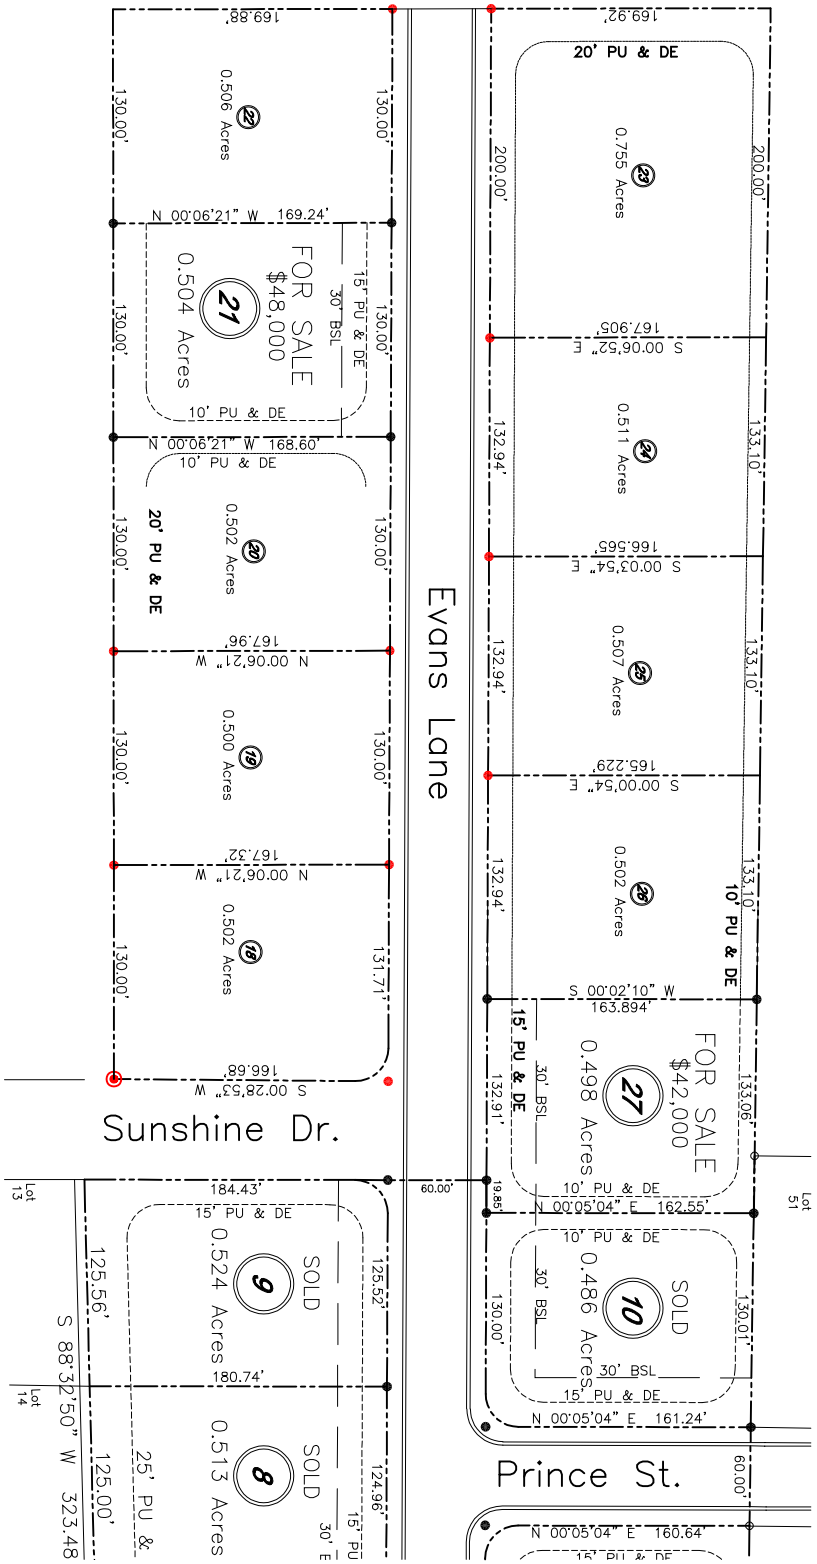 169.88'
130.00'
22
0.506 Acres
130.00'
N 00°06'21" W 169.24'
130.00'
FOR SALE
$48,000
21
0.504 Acres
15' PU & DE
30' BSL
130.00'
10' PU & DE
N 00°06'21" W 168.60'
10' PU & DE
130.00'
20' PU & DE
20
0.502 Acres
130.00'
167.96'
N 00°06'21" W
130.00'
19
0.500 Acres
130.00'
167.32'
N 00°06'21" W
130.00'
18
0.502 Acres
131.71'
166.68'
S 00°28'53" W
Evans Lane
169.92'
20' PU & DE
200.00'
23
0.755 Acres
200.00'
167.905'
S 00°06'52" E
132.94'
24
0.511 Acres
133.10'
166.565'
S 00°03'54" E
132.94'
25
0.507 Acres
133.10'
165.229'
S 00°00'54" E
132.94'
26
0.502 Acres
133.10'
10' PU & DE
S 00°02'01.20" W
163.894'
15' PU & DE
132.91'
30' BSL
FOR SALE
$42,000
27
0.498 Acres
133.06'
10' PU & DE
19.85'
N 00°05'04" E 162.55'
Lot
51
Sunshine Dr.
60.00'
184.43'
15' PU & DE
Lot
13
125.56'
SOLD
9
0.524 Acres
125.52'
180.74'
Lot
14
S 88°32'50" W 323.48
125.00'
25' PU &
SOLD
8
0.513 Acres
124.96'
15' PU
30' B
10' PU & DE
130.00'
30' BSL
SOLD
10
0.486 Acres
130.01'
30' BSL
15' PU & DE
N 00°05'04" E 161.24'
Prince St.
60.00'
N 00°05'04" E 160.64'
15' PU & DE